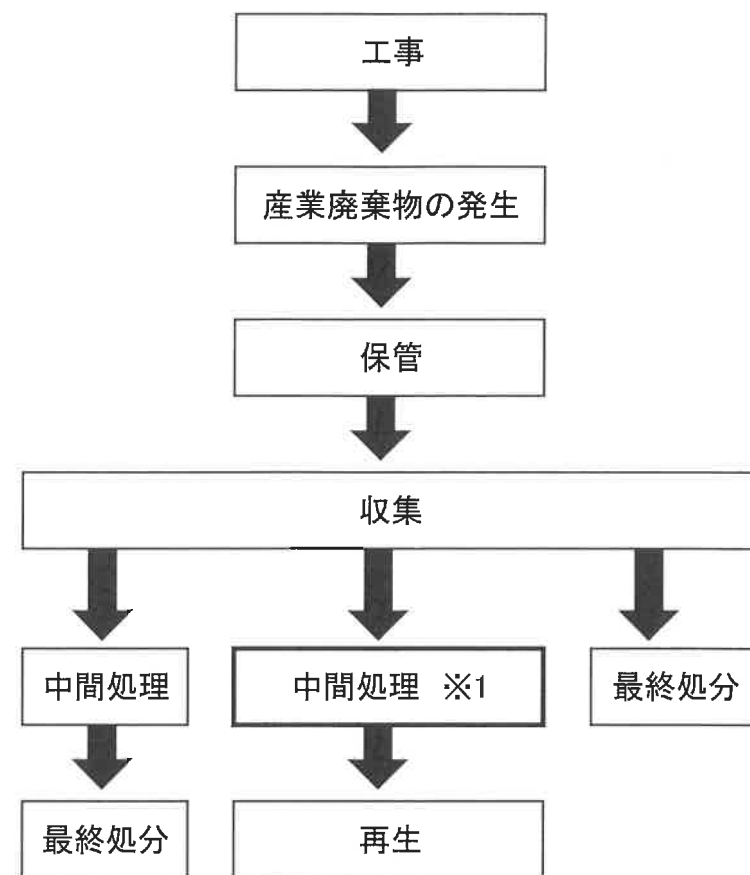 工事
産業廃棄物の発生
保管
収集
中間処理
中間処理 ※1
最終処分
最終処分
再生